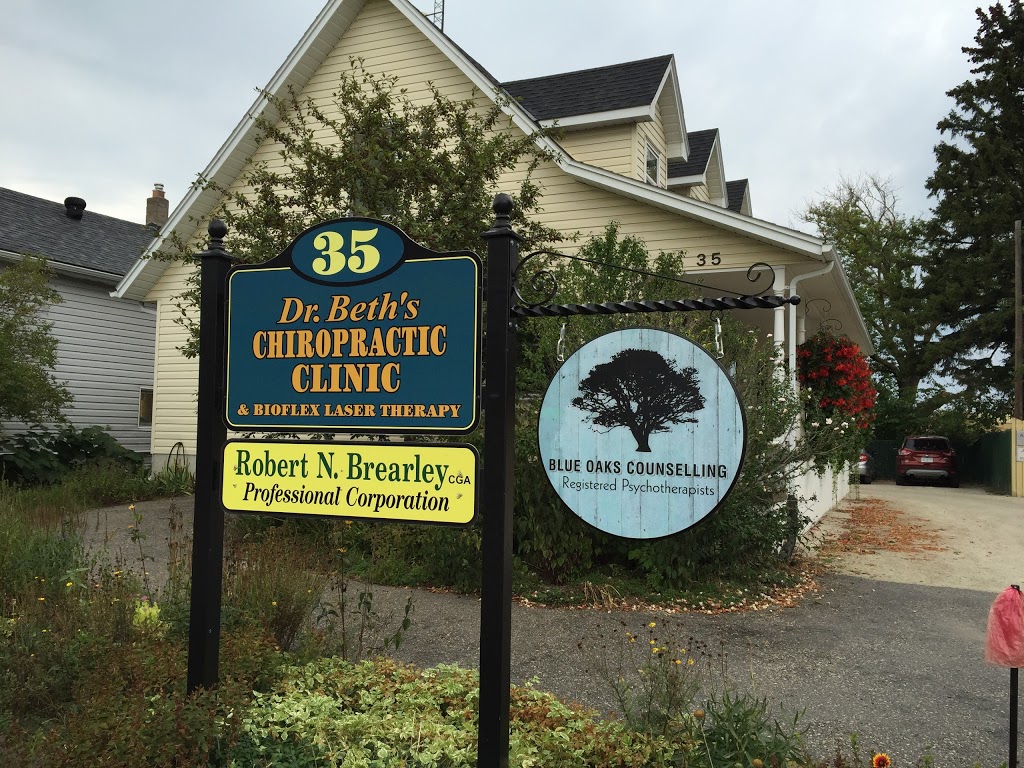 35
Dr. Beth's
CHIROPRACTIC
CLINIC
& BIOFLEX LASER THERAPY
Robert N. Brearley CGA
Professional Corporation
BLUE OAKS COUNSELLING
Registered Psychotherapists
35